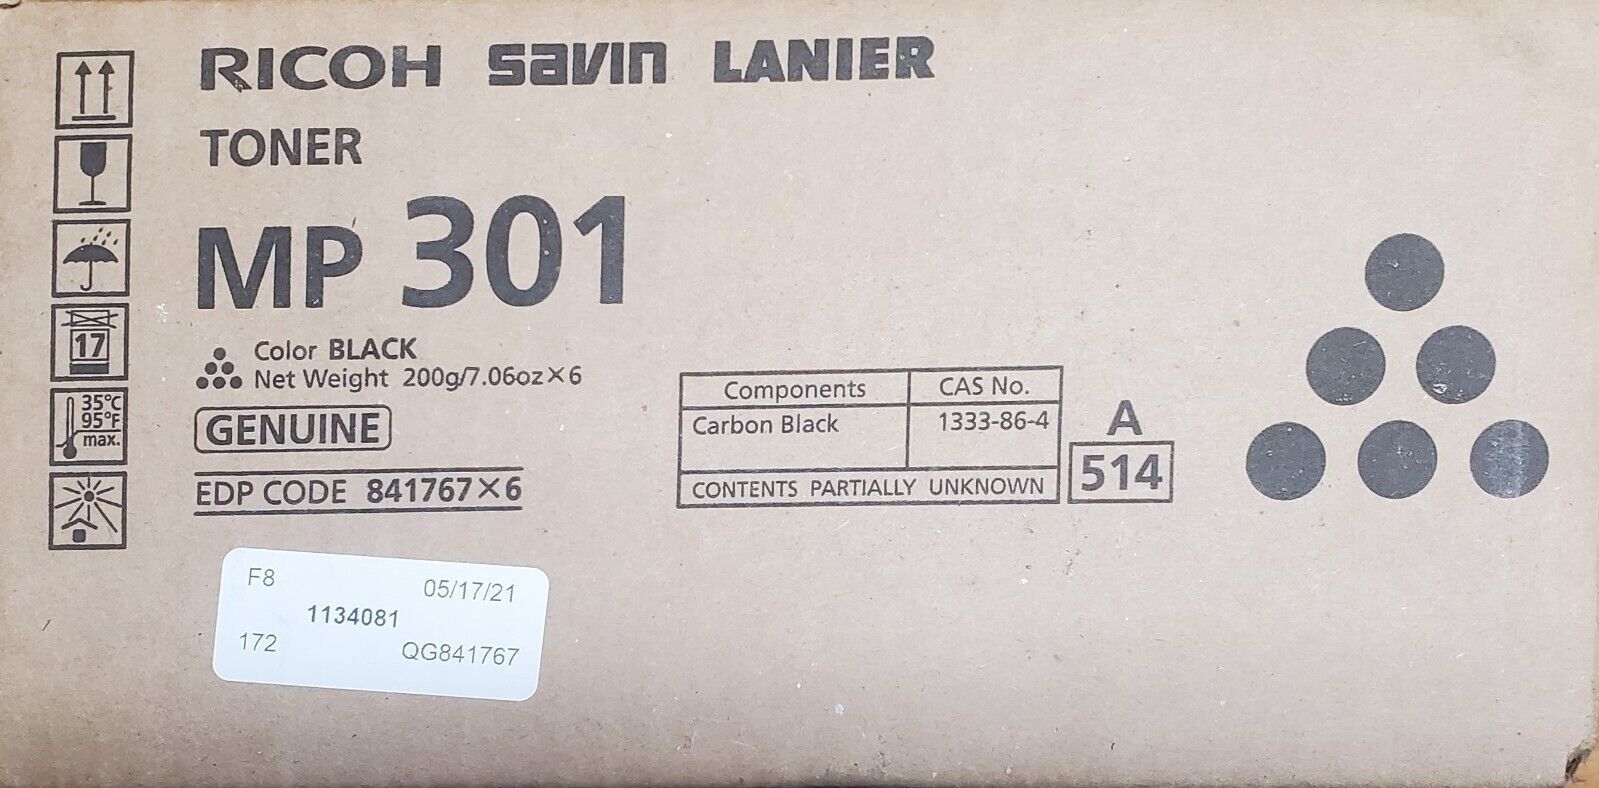 RICOH savin LANIER
TONER
MP 301
Color BLACK
Net Weight 200g/7.06oz×6
GENUINE
EDP CODE 841767×6
17
35°C
95°F
max.
Components CAS No.
Carbon Black 1333-86-4
CONTENTS PARTIALLY UNKNOWN
A
514
F8 05/17/21
1134081
172 QG841767